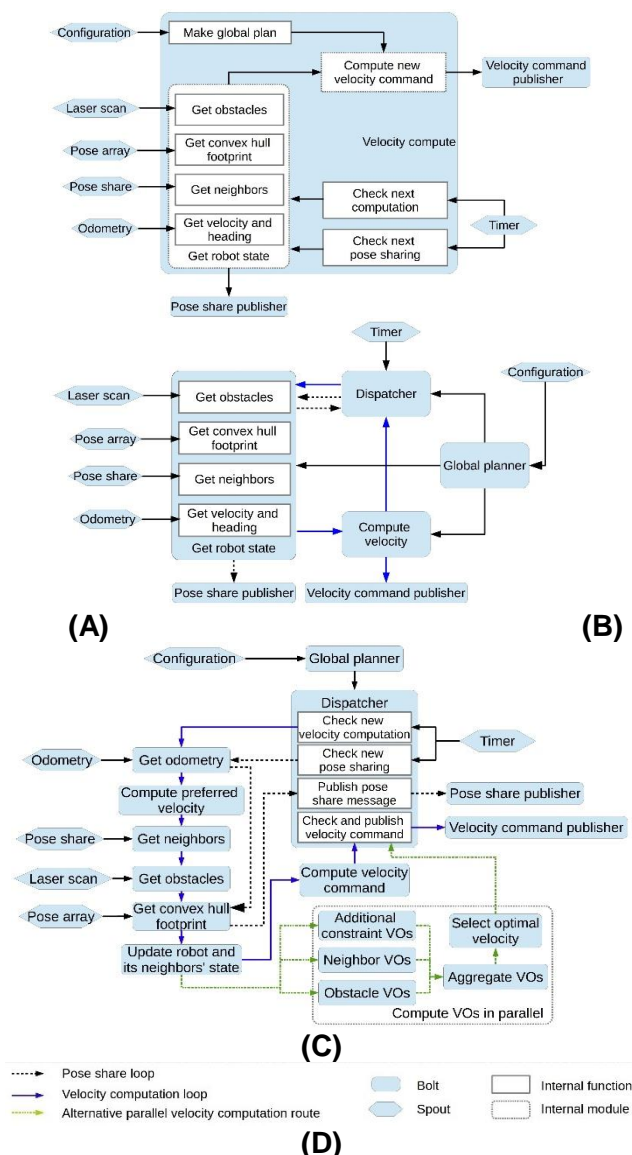 Configuration
Make global plan
Compute new
velocity command
Velocity command
publisher
Laser scan
Get obstacles
Pose array
Get convex hull
footprint
Velocity compute
Pose share
Get neighbors
Check next
computation
Odometry
Get velocity and
heading
Check next
pose sharing
Timer
Get robot state
Pose share publisher
Timer
Configuration
Laser scan
Get obstacles
Dispatcher
Pose array
Get convex hull
footprint
Global planner
Pose share
Get neighbors
Odometry
Get velocity and
heading
Compute
velocity
Get robot state
Pose share publisher
Velocity command publisher
(A)
(B)
Configuration
Global planner
Dispatcher
Check new
velocity computation
Timer
Odometry
Get odometry
Check new
pose sharing
Compute preferred
velocity
Publish pose
share message
Pose share publisher
Pose share
Get neighbors
Check and publish
velocity command
Velocity command publisher
Laser scan
Get obstacles
Compute velocity
command
Pose array
Get convex hull
footprint
Additional
constraint VOs
Select optimal
velocity
Update robot and
its neighbors' state
Neighbor VOs
Aggregate VOs
Obstacle VOs
Compute VOs in parallel
(C)
Pose share loop
Bolt
Internal function
Velocity computation loop
Spout
Internal module
Alternative parallel velocity computation route
(D)